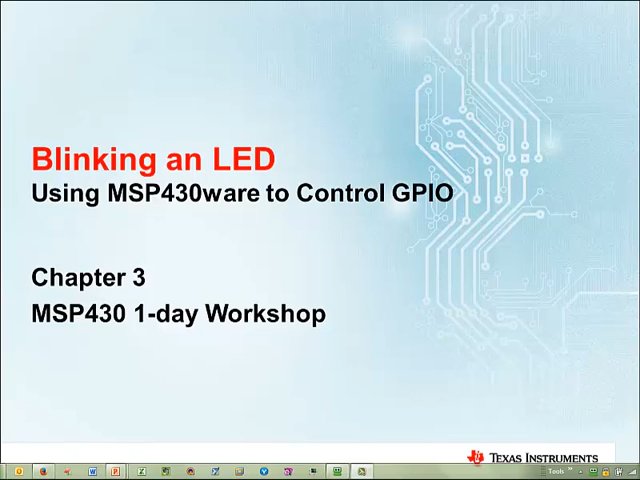 Blinking an LED
Using MSP430ware to Control GPIO
Chapter 3
MSP430 1-day Workshop
TEXAS INSTRUMENTS
Tools